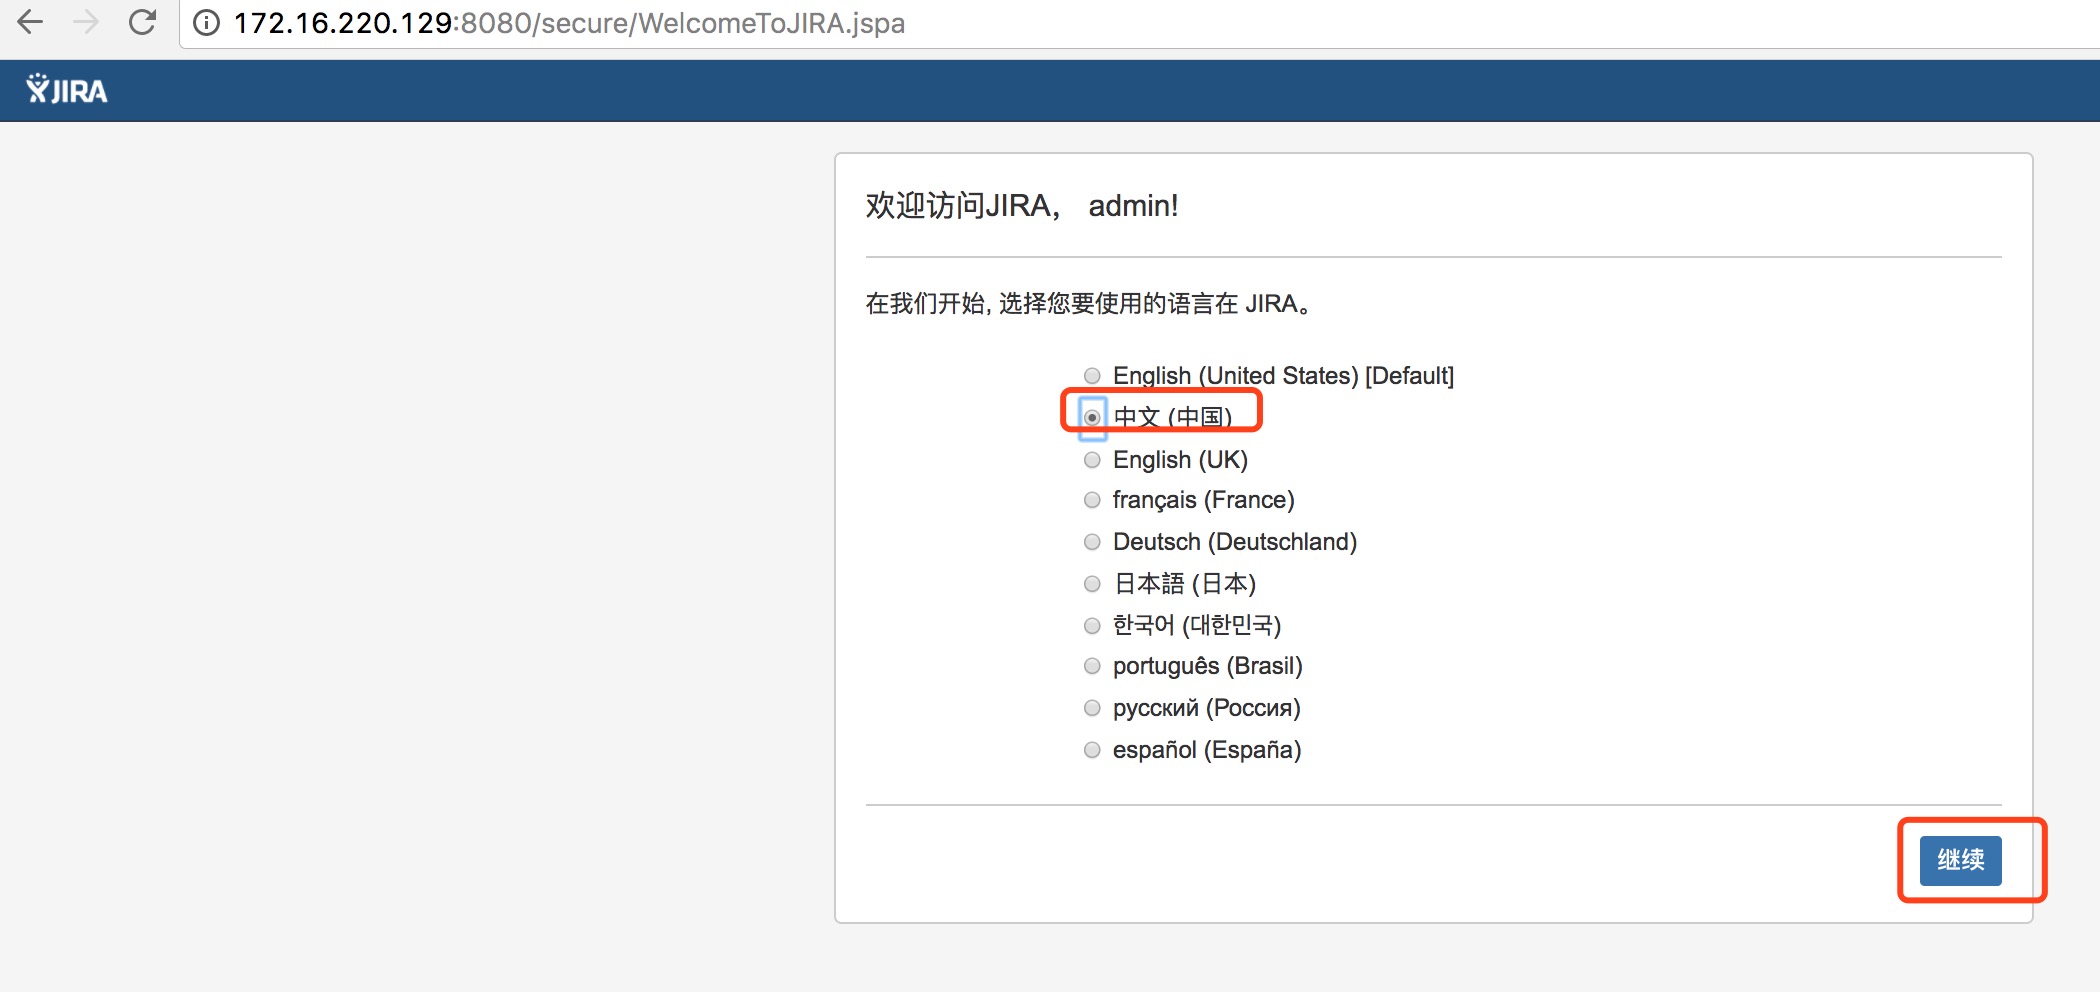 172.16.220.129:8080/secure/WelcomeToJIRA.jspa
JIRA
欢迎访问JIRA， admin!
在我们开始, 选择您要使用的语言在 JIRA。
English (United States) [Default]
中文 (中国)
English (UK)
français (France)
Deutsch (Deutschland)
日本語 (日本)
한국어 (대한민국)
português (Brasil)
русский (Россия)
español (España)
继续